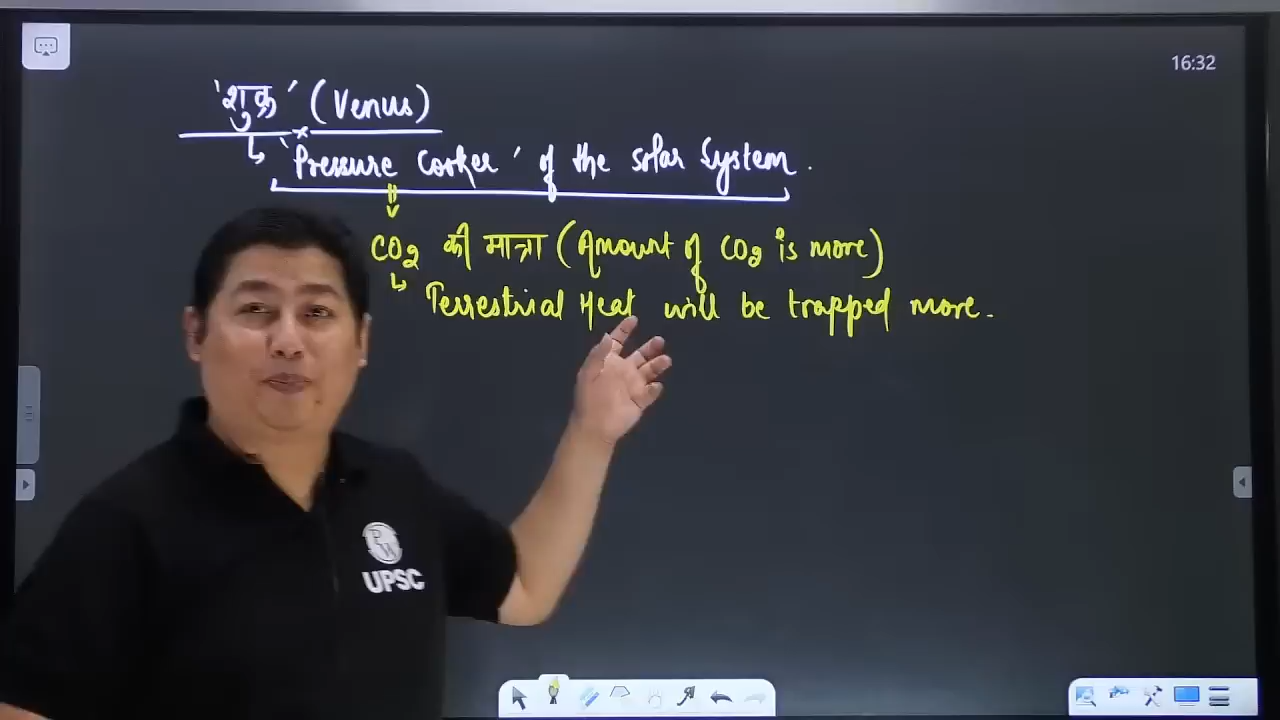 16:32
'शुक्र' (Venus)
'Pressure Cooker' of the Solar System.
CO2 की मात्रा (Amount of CO2 is more)
Terrestrial Heat will be trapped more.
PW
UPSC